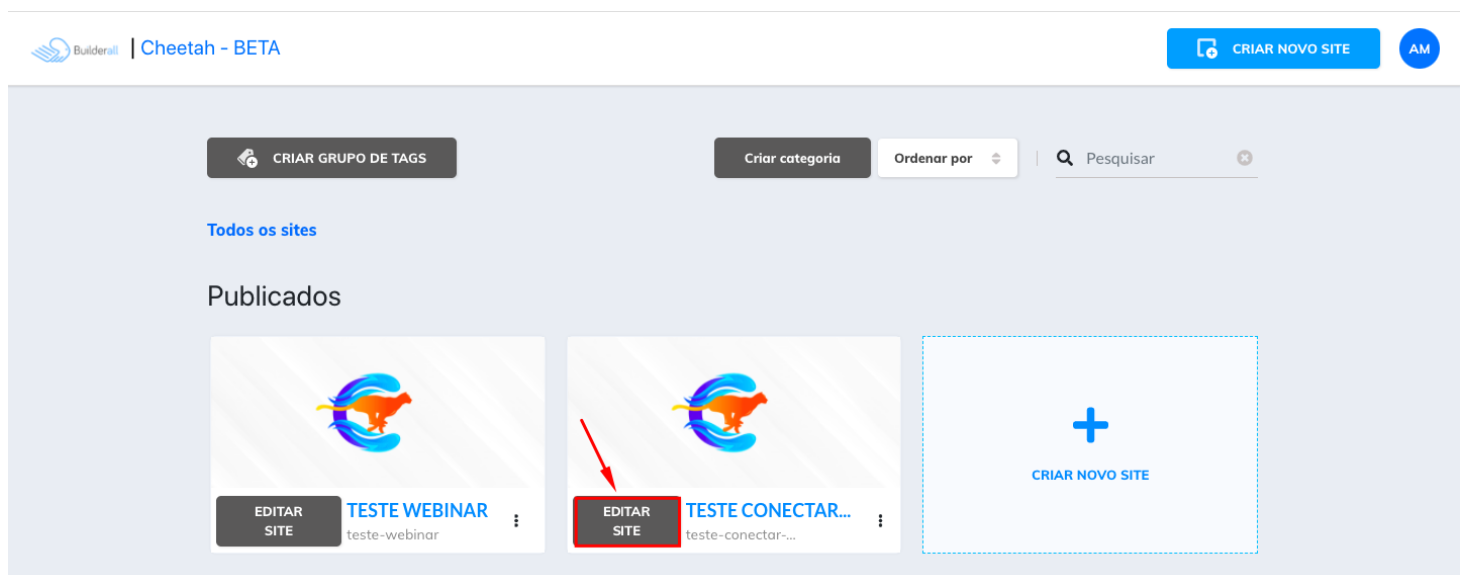 Builderall | Cheetah - BETA
CRIAR NOVO SITE
AM
CRIAR GRUPO DE TAGS
Criar categoria
Ordenar por
Pesquisar
Todos os sites
Publicados
EDITAR
SITE
TESTE WEBINAR
teste-webinar
EDITAR
SITE
TESTE CONECTAR...
teste-conectar-...
CRIAR NOVO SITE